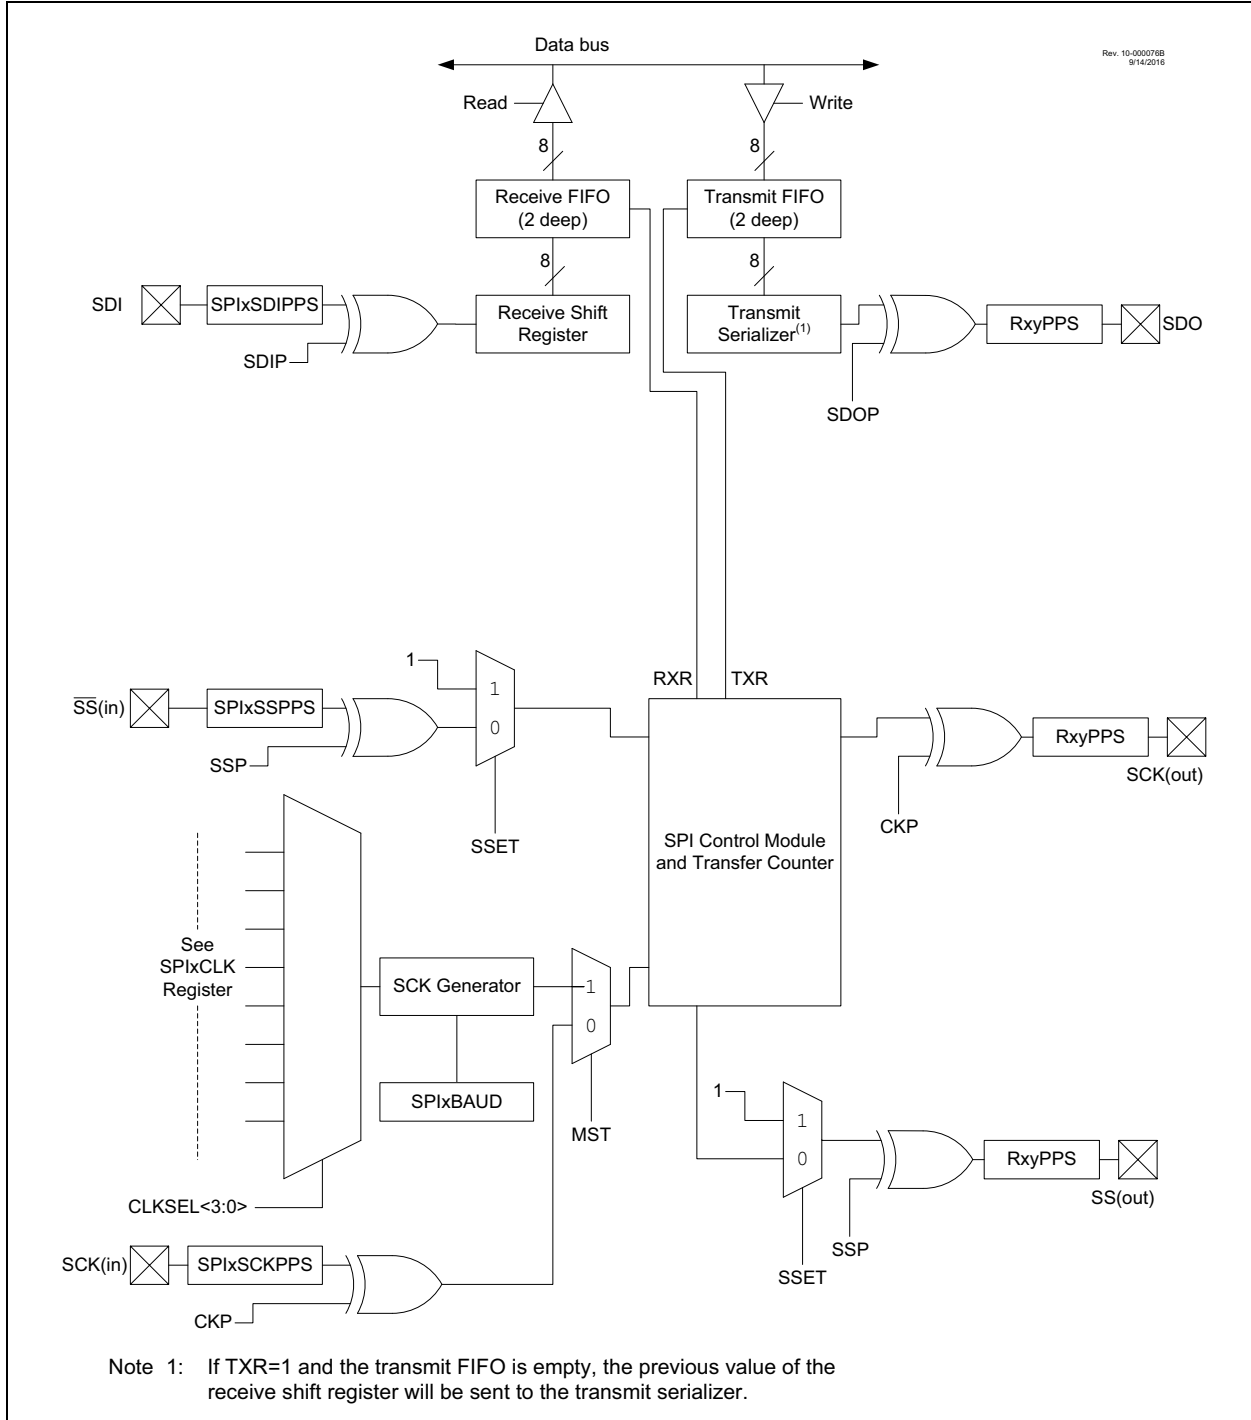 Data bus
Rev. 10-000076B
9/14/2016
Read
Write
8
8
Receive FIFO
(2 deep)
Transmit FIFO
(2 deep)
8
8
SDI
SPIxSDIPPS
SDIP
Receive Shift
Register
Transmit
Serializer(1)
SDOP
RxyPPS
SDO
RXR
TXR
1
SS(in)
SPIxSSPPS
SSP
1
0
SSET
SPI Control Module
and Transfer Counter
CKP
RxyPPS
SCK(out)
See
SPIxCLK
Register
CLKSEL<3:0>
SCK Generator
SPIxBAUD
1
0
MST
SCK(in)
SPIxSCKPPS
CKP
1
1
0
SSET
SSP
RxyPPS
SS(out)
Note 1: If TXR=1 and the transmit FIFO is empty, the previous value of the
receive shift register will be sent to the transmit serializer.